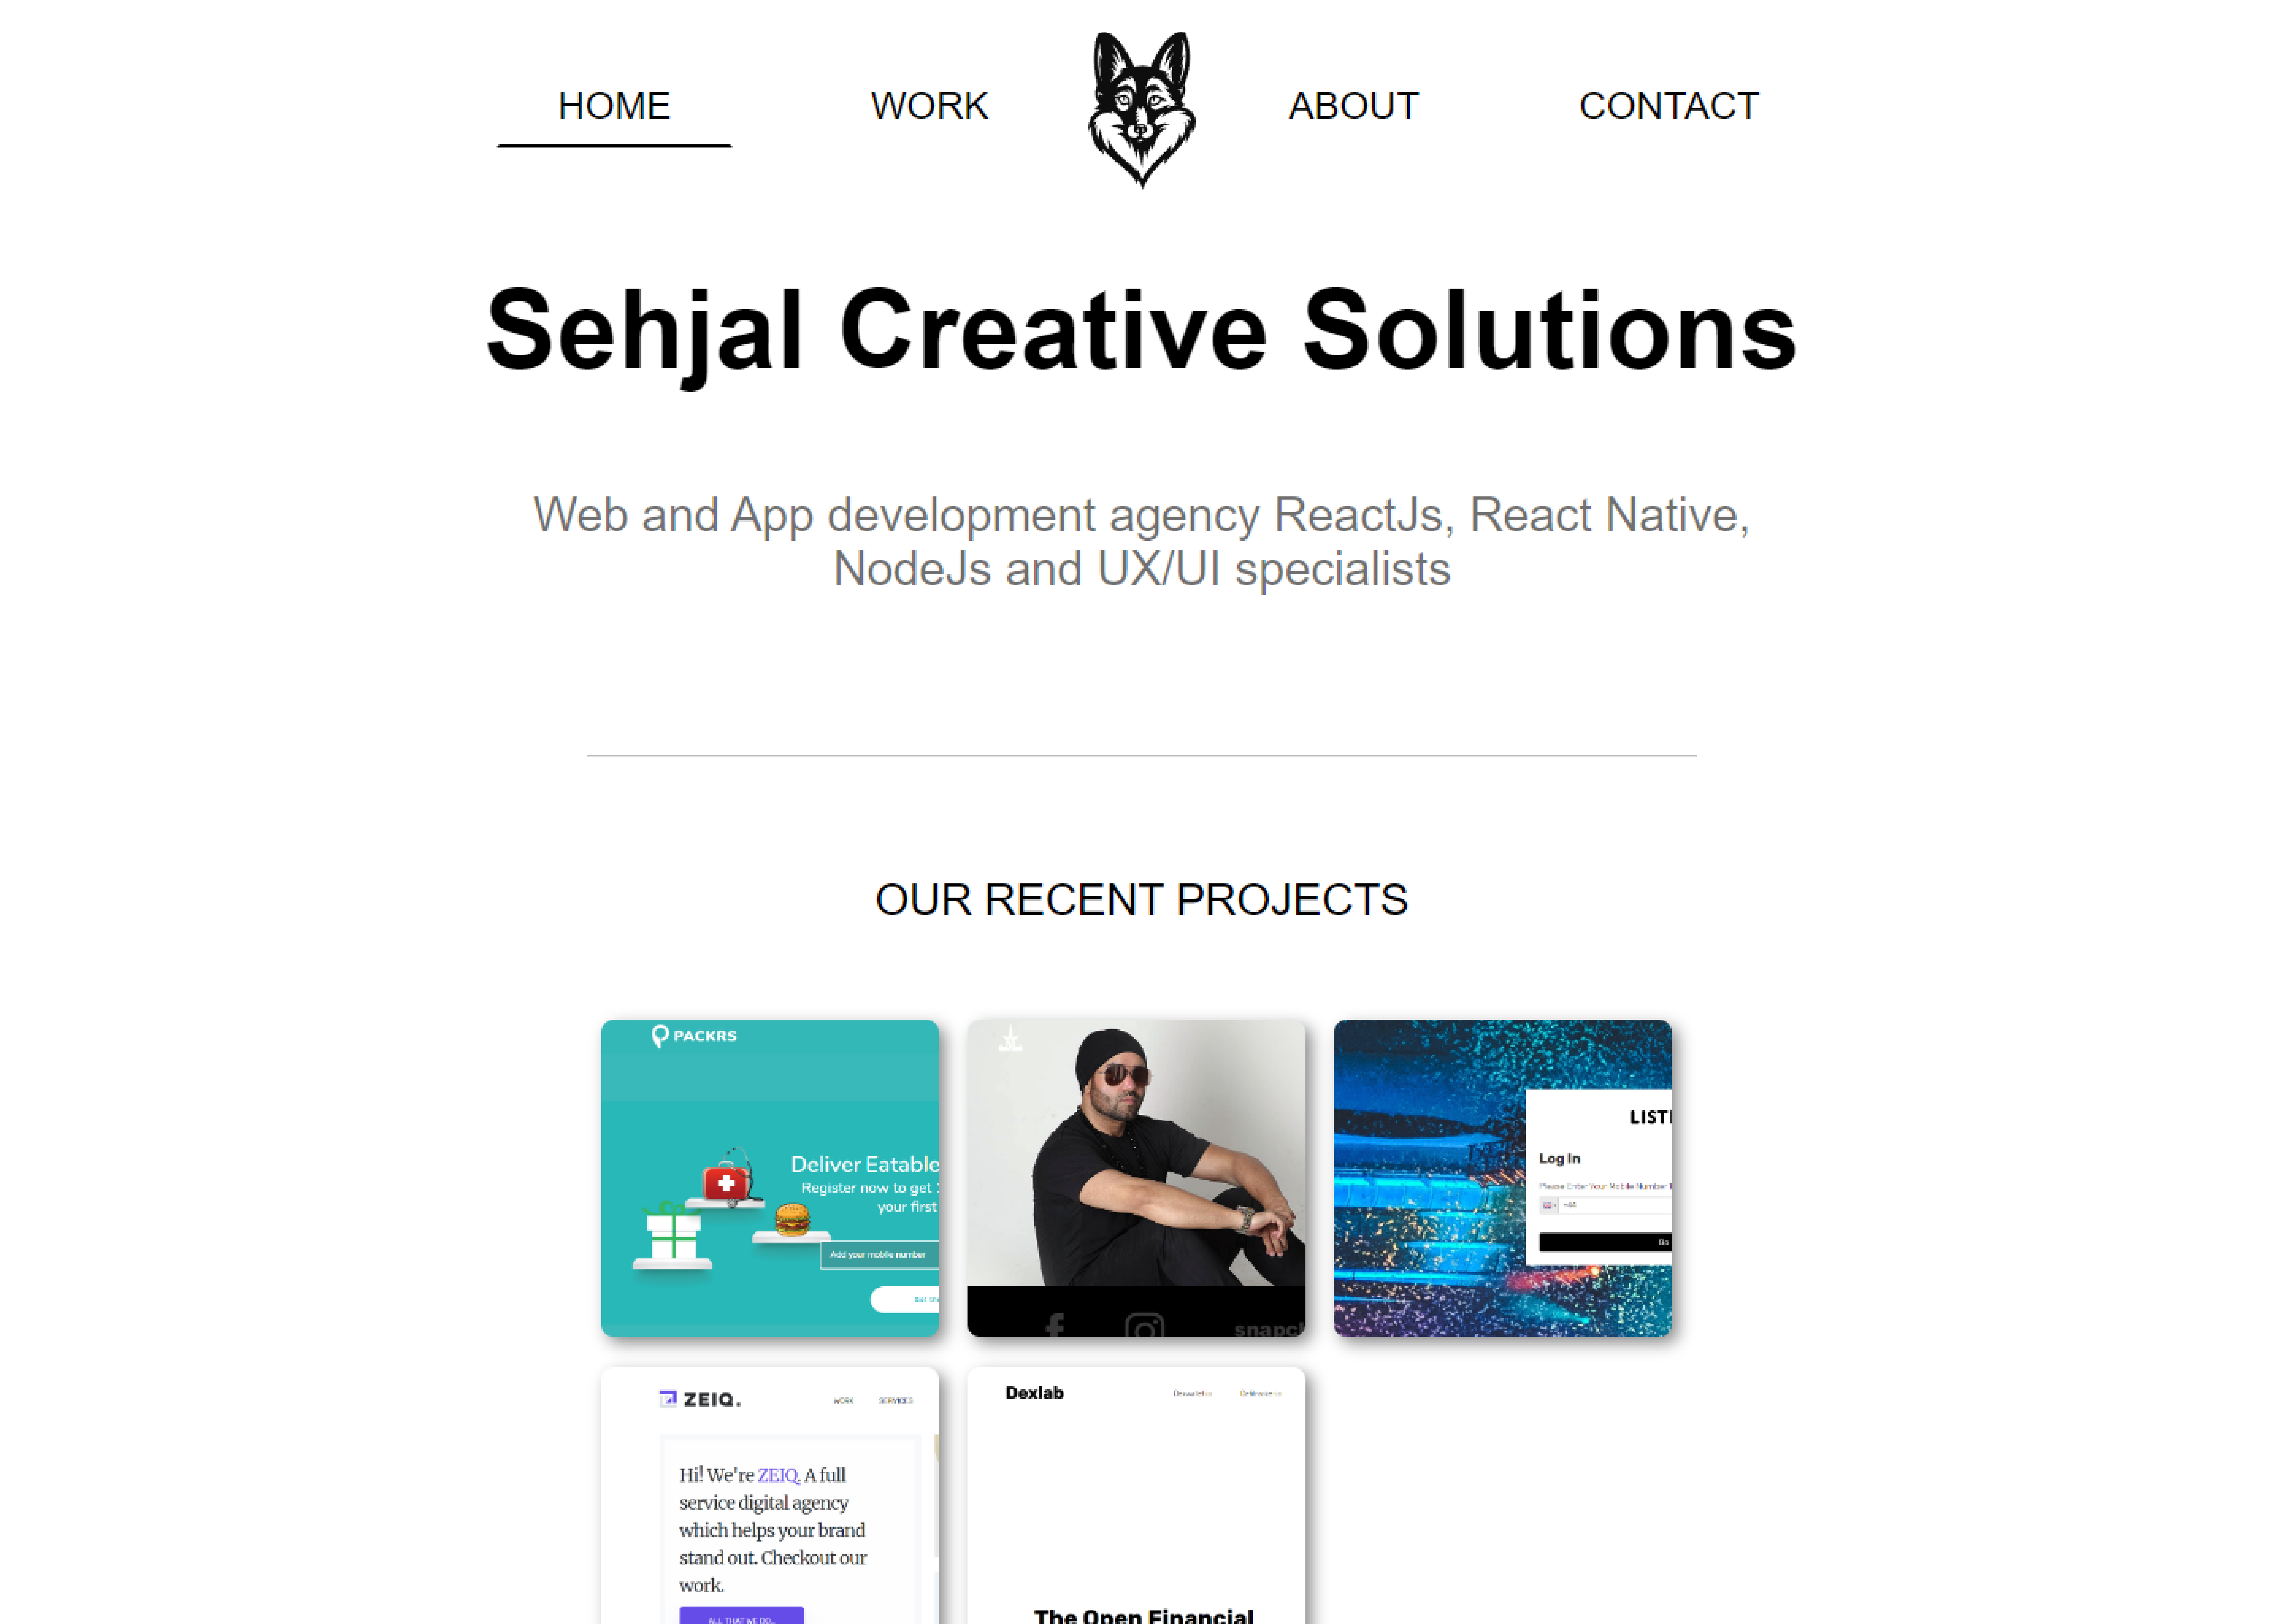 HOME
WORK
ABOUT
CONTACT
Sehjal Creative Solutions
Web and App development agency ReactJs, React Native,
NodeJs and UX/UI specialists
OUR RECENT PROJECTS
PACKRS
Deliver Eatable
Register now to get
your first
Add your mobile number
snapc
LIST
Log In
Please Enter Your Mobile Number
Go
ZEIQ.
WORK
SERVICES
Hi! We're ZEIQ. A full
service digital agency
which helps your brand
stand out. Checkout our
work.
ALL THAT WE DO...
Dexlab
The Open Financial